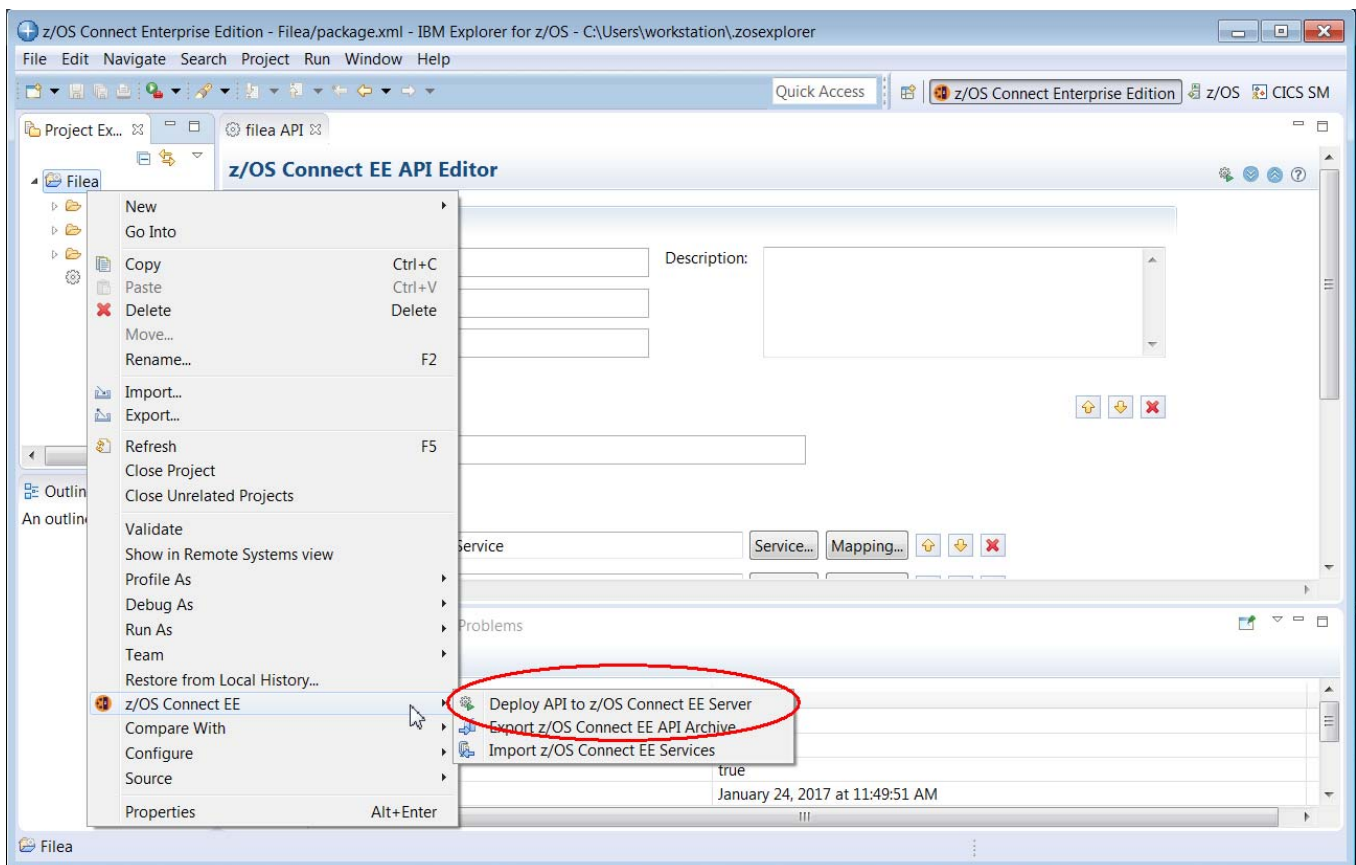 z/OS Connect Enterprise Edition - Filea/package.xml - IBM Explorer for z/OS - C:\Users\workstation\.zosexplorer
File Edit Navigate Search Project Run Window Help
Quick Access z/OS Connect Enterprise Edition z/OS CICS SM
Project Ex... filea API
z/OS Connect EE API Editor
Filea
New
Go Into
Description:
Copy Ctrl+C
Paste Ctrl+V
Delete Delete
Move...
Rename... F2
Import...
Export...
Refresh F5
Close Project
Close Unrelated Projects
Outlin
An outlin
Validate
Show in Remote Systems view
Service Service... Mapping...
Profile As
Debug As
Run As
Problems
Team
Restore from Local History...
z/OS Connect EE
Deploy API to z/OS Connect EE Server
Export z/OS Connect EE API Archive
Import z/OS Connect EE Services
Compare With
Configure
Source
true
January 24, 2017 at 11:49:51 AM
Properties Alt+Enter
Filea